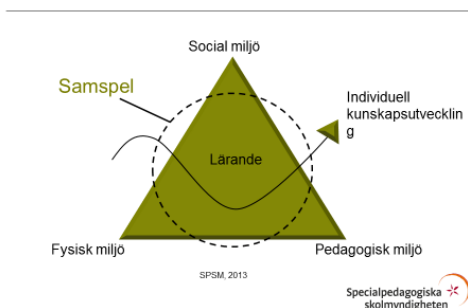 Social miljö
Samspel
Individuell
kunskapsutvecklin
g
Lärande
Fysisk miljö
Pedagogisk miljö
SPSM, 2013
Specialpedagogiska
skolmyndigheten